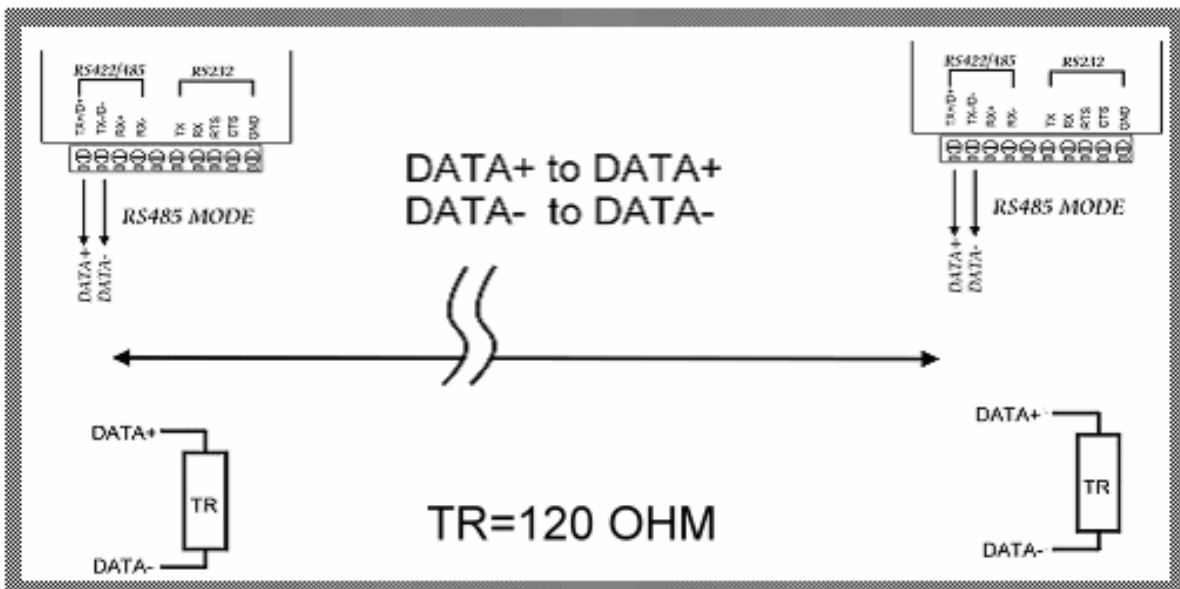 RS422/485 RS232
TX+/D+ TX-/D- RX+ RX- TX RX RTS CTS GND
RS485 MODE
DATA+ DATA-
RS422/485 RS232
TX+/D+ TX-/D- RX+ RX- TX RX RTS CTS GND
RS485 MODE
DATA+ DATA-
DATA+ to DATA+
DATA- to DATA-
DATA+
TR
DATA-
TR=120 OHM
DATA+
TR
DATA-